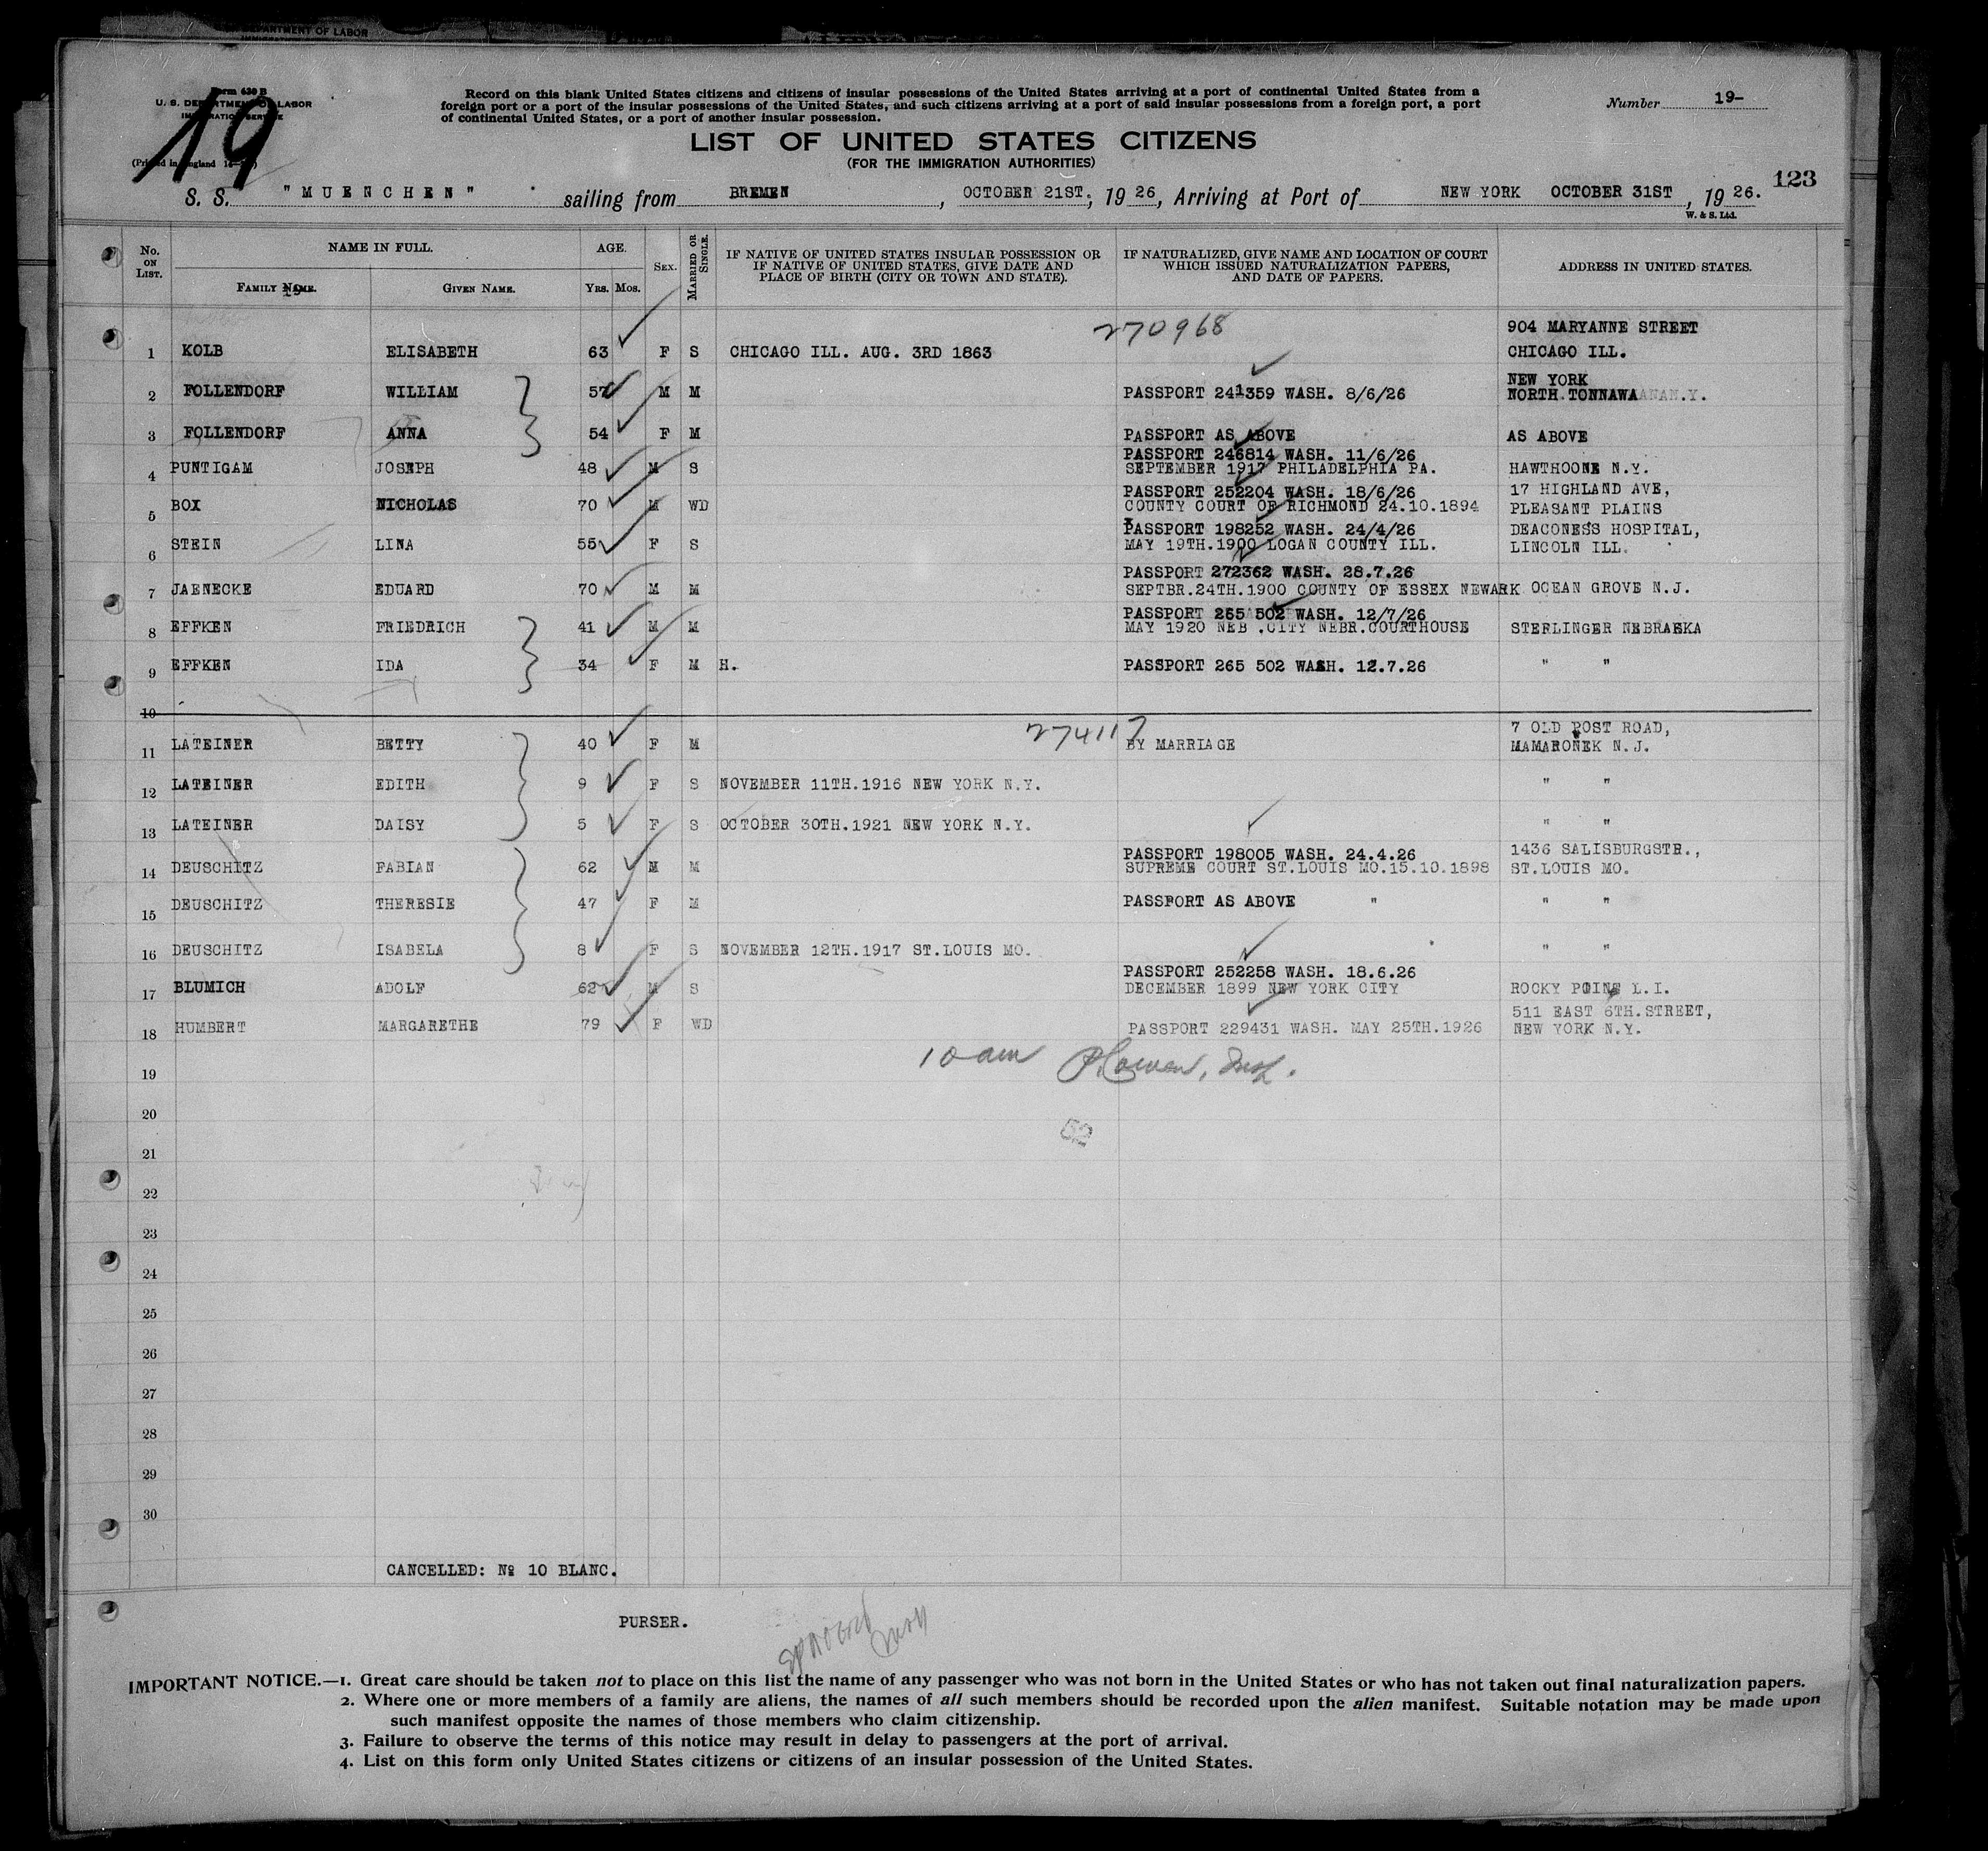 DEPARTMENT OF LABOR
Form 630 B
U. S. DEPARTMENT OF LABOR
IMMIGRATION SERVICE
19
(Printed in England
Record on this blank United States citizens and citizens of insular possessions of the United States arriving at a port of continental United States from a
foreign port or a port of the insular possessions of the United States, and such citizens arriving at a port of said insular possessions from a foreign port, a port
of continental United States, or a port of another insular possession.
Number 19-
LIST OF UNITED STATES CITIZENS
(FOR THE IMMIGRATION AUTHORITIES)
123
S. S. "MUENCHEN" sailing from BREMEN, OCTOBER 21ST., 1926, Arriving at Port of NEW YORK OCTOBER 31ST, 1926.
W. & S. Ltd.
No. ON LIST. NAME IN FULL. AGE. SEX. MARRIED OR SINGLE. IF NATIVE OF UNITED STATES INSULAR POSSESSION OR IF NATIVE OF UNITED STATES, GIVE DATE AND PLACE OF BIRTH (CITY OR TOWN AND STATE). IF NATURALIZED, GIVE NAME AND LOCATION OF COURT WHICH ISSUED NATURALIZATION PAPERS, AND DATE OF PAPERS. ADDRESS IN UNITED STATES.
FAMILY NAME. GIVEN NAME. YRS. MOS.
19
270968 904 MARYANNE STREET
1 KOLB ELISABETH 63 F S CHICAGO ILL. AUG. 3RD 1863 CHICAGO ILL.
NEW YORK
2 FOLLENDORF WILLIAM 57 M M PASSPORT 241359 WASH. 8/6/26 NORTH TONNAWANAN.Y.
3 FOLLENDORF ANNA 54 F M PASSPORT AS ABOVE AS ABOVE
PASSPORT 246814 WASH. 11/6/26
4 PUNTIGAM JOSEPH 48 M S SEPTEMBER 1917 PHILADELPHIA PA. HAWTHOONE N.Y.
PASSPORT 252204 WASH. 18/6/26 17 HIGHLAND AVE,
5 BOX NICHOLAS 70 M WD COUNTY COURT OF RICHMOND 24.10.1894 PLEASANT PLAINS
PASSPORT 198252 WASH. 24/4/26 DEACONESS HOSPITAL,
6 STEIN LINA 55 F S MAY 19TH.1900 LOGAN COUNTY ILL. LINCOLN ILL.
PASSPORT 272362 WASH. 28.7.26
7 JAENECKE EDUARD 70 M M SEPTBR.24TH.1900 COUNTY OF ESSEX NEWARK OCEAN GROVE N.J.
PASSPORT 265 502 WASH. 12/7/26
8 EFFKEN FRIEDRICH 41 M M MAY 1920 NEB .CITY NEBR.COURTHOUSE STERLINGER NEBRASKA
9 EFFKEN IDA 34 F M H. PASSPORT 265 502 WASH. 12.7.26 " "
10
274117 7 OLD POST ROAD,
11 LATEINER BETTY 40 F M BY MARRIAGE MAMARONEK N.J.
12 LATEINER EDITH 9 F S NOVEMBER 11TH.1916 NEW YORK N.Y. " "
13 LATEINER DAISY 5 F S OCTOBER 30TH.1921 NEW YORK N.Y. " "
PASSPORT 198005 WASH. 24.4.26 1436 SALISBURGSTR.,
14 DEUSCHITZ FABIAN 62 M M SUPREME COURT ST.LOUIS MO.15.10.1898 ST.LOUIS MO.
15 DEUSCHITZ THERESIE 47 F M PASSPORT AS ABOVE " " "
16 DEUSCHITZ ISABELA 8 F S NOVEMBER 12TH.1917 ST.LOUIS MO. " "
PASSPORT 252258 WASH. 18.6.26
17 BLUMICH ADOLF 62 M S DECEMBER 1899 NEW YORK CITY ROCKY POINT L.I.
511 EAST 6TH.STREET,
18 HUMBERT MARGARETHE 79 F WD PASSPORT 229431 WASH. MAY 25TH.1926 NEW YORK N.Y.
10 am
19
20
52
21
22
23
24
25
26
27
28
29
30
CANCELLED: № 10 BLANC.
PURSER.
IMPORTANT NOTICE.—1. Great care should be taken not to place on this list the name of any passenger who was not born in the United States or who has not taken out final naturalization papers.
2. Where one or more members of a family are aliens, the names of all such members should be recorded upon the alien manifest. Suitable notation may be made upon
such manifest opposite the names of those members who claim citizenship.
3. Failure to observe the terms of this notice may result in delay to passengers at the port of arrival.
4. List on this form only United States citizens or citizens of an insular possession of the United States.